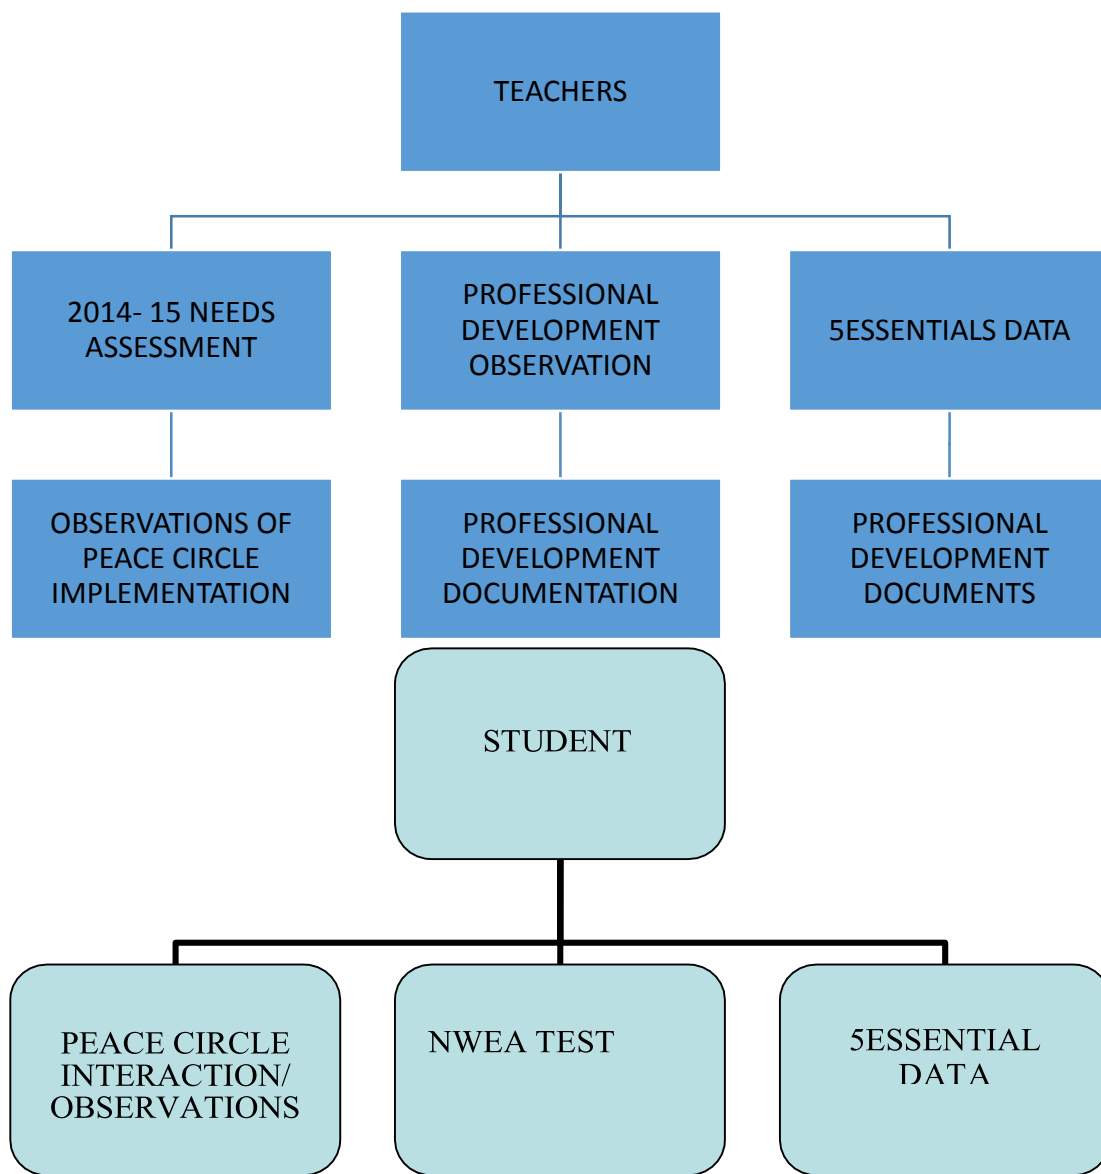 TEACHERS
2014- 15 NEEDS
ASSESSMENT
PROFESSIONAL
DEVELOPMENT
OBSERVATION
5ESSENTIALS DATA
OBSERVATIONS OF
PEACE CIRCLE
IMPLEMENTATION
PROFESSIONAL
DEVELOPMENT
DOCUMENTATION
PROFESSIONAL
DEVELOPMENT
DOCUMENTS
STUDENT
PEACE CIRCLE
INTERACTION/
OBSERVATIONS
NWEA TEST
5ESSENTIAL
DATA